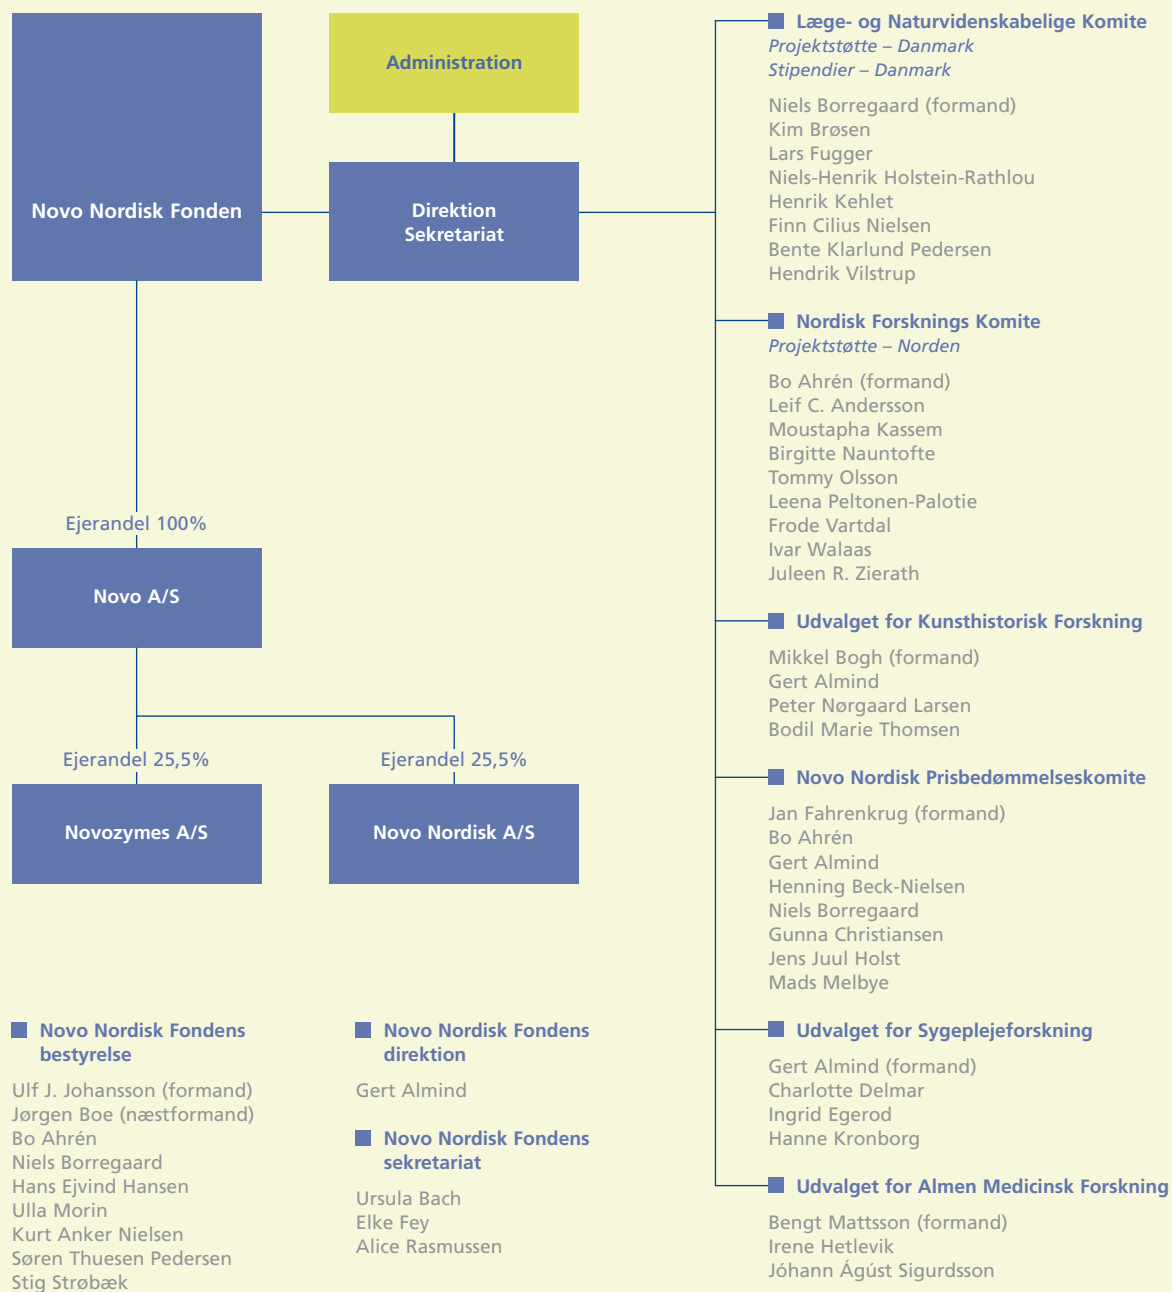 Novo Nordisk Fonden
Administration
Direktion
Sekretariat
Ejerandel 100%
Novo A/S
Ejerandel 25,5%
Ejerandel 25,5%
Novozymes A/S
Novo Nordisk A/S
Novo Nordisk Fondens
bestyrelse
Ulf J. Johansson (formand)
Jørgen Boe (næstformand)
Bo Ahrén
Niels Borregaard
Hans Ejvind Hansen
Ulla Morin
Kurt Anker Nielsen
Søren Thuesen Pedersen
Stig Strøbæk
Novo Nordisk Fondens
direktion
Gert Almind
Novo Nordisk Fondens
sekretariat
Ursula Bach
Elke Fey
Alice Rasmussen
Læge- og Naturvidenskabelige Komite
Projektstøtte – Danmark
Stipendier – Danmark
Niels Borregaard (formand)
Kim Brøsen
Lars Fugger
Niels-Henrik Holstein-Rathlou
Henrik Kehlet
Finn Cilius Nielsen
Bente Klarlund Pedersen
Hendrik Vilstrup
Nordisk Forsknings Komite
Projektstøtte – Norden
Bo Ahrén (formand)
Leif C. Andersson
Moustapha Kassem
Birgitte Nauntofte
Tommy Olsson
Leena Peltonen-Palotie
Frode Vartdal
Ivar Walaas
Juleen R. Zierath
Udvalget for Kunsthistorisk Forskning
Mikkel Bogh (formand)
Gert Almind
Peter Nørgaard Larsen
Bodil Marie Thomsen
Novo Nordisk Prisbedømmelseskomite
Jan Fahrenkrug (formand)
Bo Ahrén
Gert Almind
Henning Beck-Nielsen
Niels Borregaard
Gunna Christiansen
Jens Juul Holst
Mads Melbye
Udvalget for Sygeplejeforskning
Gert Almind (formand)
Charlotte Delmar
Ingrid Egerod
Hanne Kronborg
Udvalget for Almen Medicinsk Forskning
Bengt Mattsson (formand)
Irene Hetlevik
Jóhann Ágúst Sigurdsson